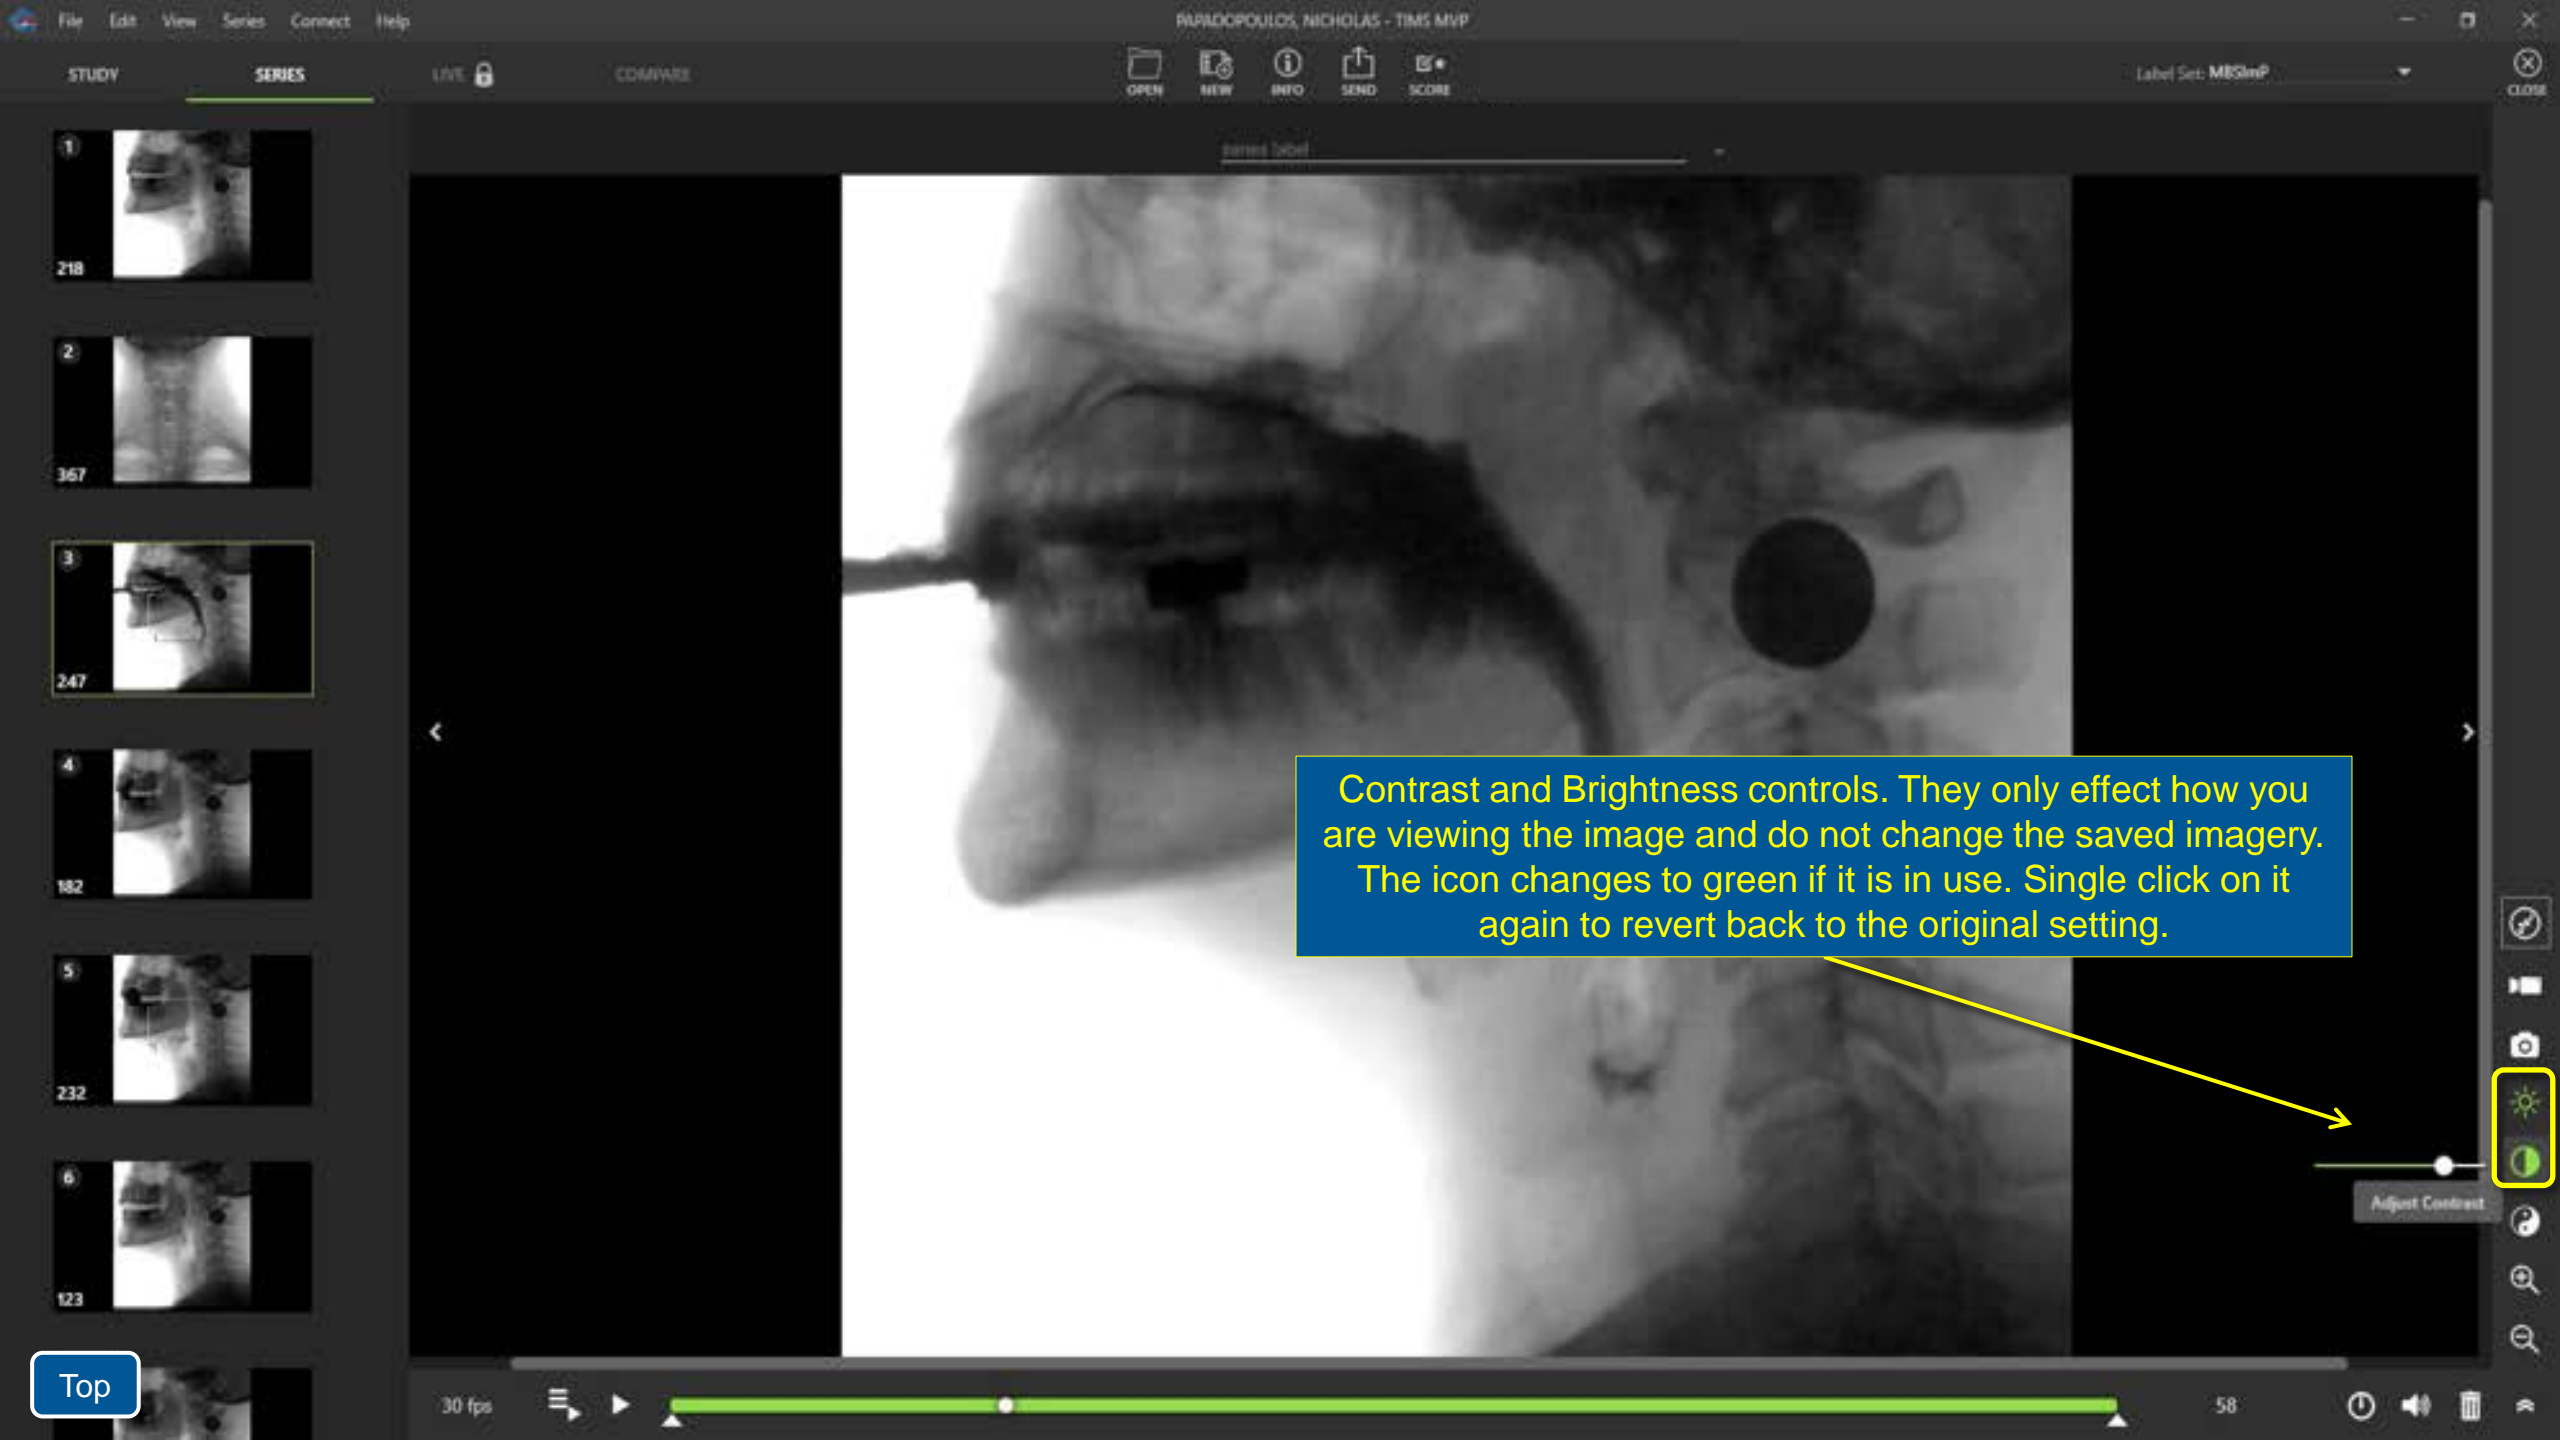 File Edit View Series Connect Help
PAPADOPOULOS, NICHOLAS - TIMS MVP
STUDY SERIES LIVE COMPARE
OPEN NEW INFO SEND SCORE
Label Set: MBSImP
CLOSE
series label
1
218
2
367
3
247
4
182
5
232
6
123
Contrast and Brightness controls. They only effect how you
are viewing the image and do not change the saved imagery.
The icon changes to green if it is in use. Single click on it
again to revert back to the original setting.
Adjust Contrast
Top
30 fps
58